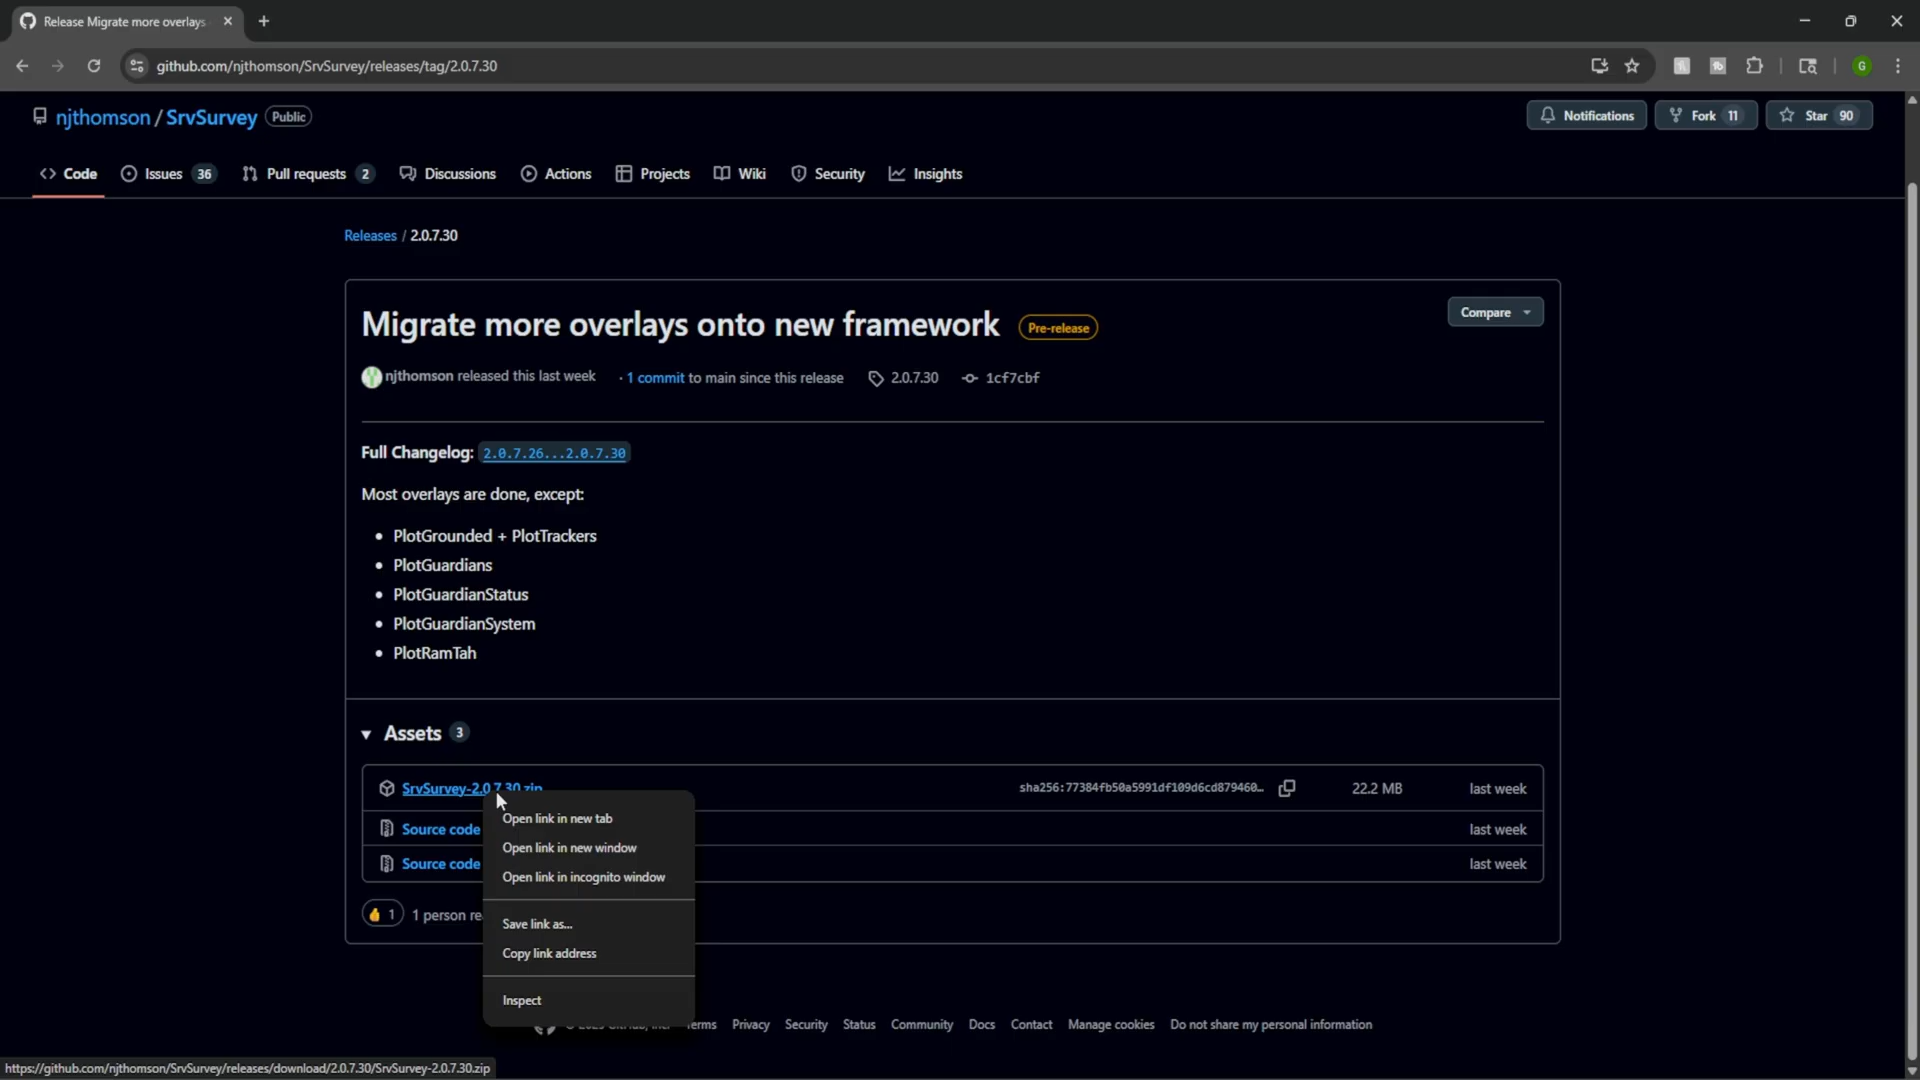 Release Migrate more overlays
github.com/njthomson/SrvSurvey/releases/tag/2.0.7.30
G
njthomson / SrvSurvey Public
Notifications
Fork 11
Star 90
Code
Issues 36
Pull requests 2
Discussions
Actions
Projects
Wiki
Security
Insights
Releases / 2.0.7.30
Migrate more overlays onto new framework Pre-release
Compare
njthomson released this last week · 1 commit to main since this release 2.0.7.30 1cf7cbf
Full Changelog: 2.0.7.26...2.0.7.30
Most overlays are done, except:
• PlotGrounded + PlotTrackers
• PlotGuardians
• PlotGuardianStatus
• PlotGuardianSystem
• PlotRamTah
Assets 3
SrvSurvey-2.0.7.30.zip
sha256:77384fb50a5991df109d6cd879460…
22.2 MB
last week
Source code
last week
Source code
last week
👍 1 1 person re
Open link in new tab
Open link in new window
Open link in incognito window
Save link as...
Copy link address
Inspect
Terms Privacy Security Status Community Docs Contact Manage cookies Do not share my personal information
https://github.com/njthomson/SrvSurvey/releases/download/2.0.7.30/SrvSurvey-2.0.7.30.zip